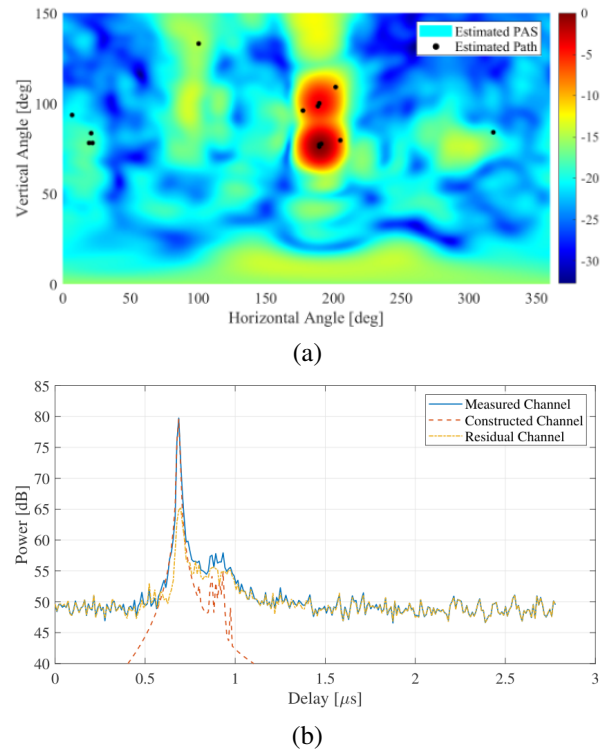 150
100
50
0
Vertical Angle [deg]
Estimated PAS
Estimated Path
0
-5
-10
-15
-20
-25
-30
0 50 100 150 200 250 300 350
Horizontal Angle [deg]
(a)
85
80
75
70
65
60
55
50
45
40
Power [dB]
Measured Channel
Constructed Channel
Residual Channel
0 0.5 1 1.5 2 2.5 3
Delay [μs]
(b)